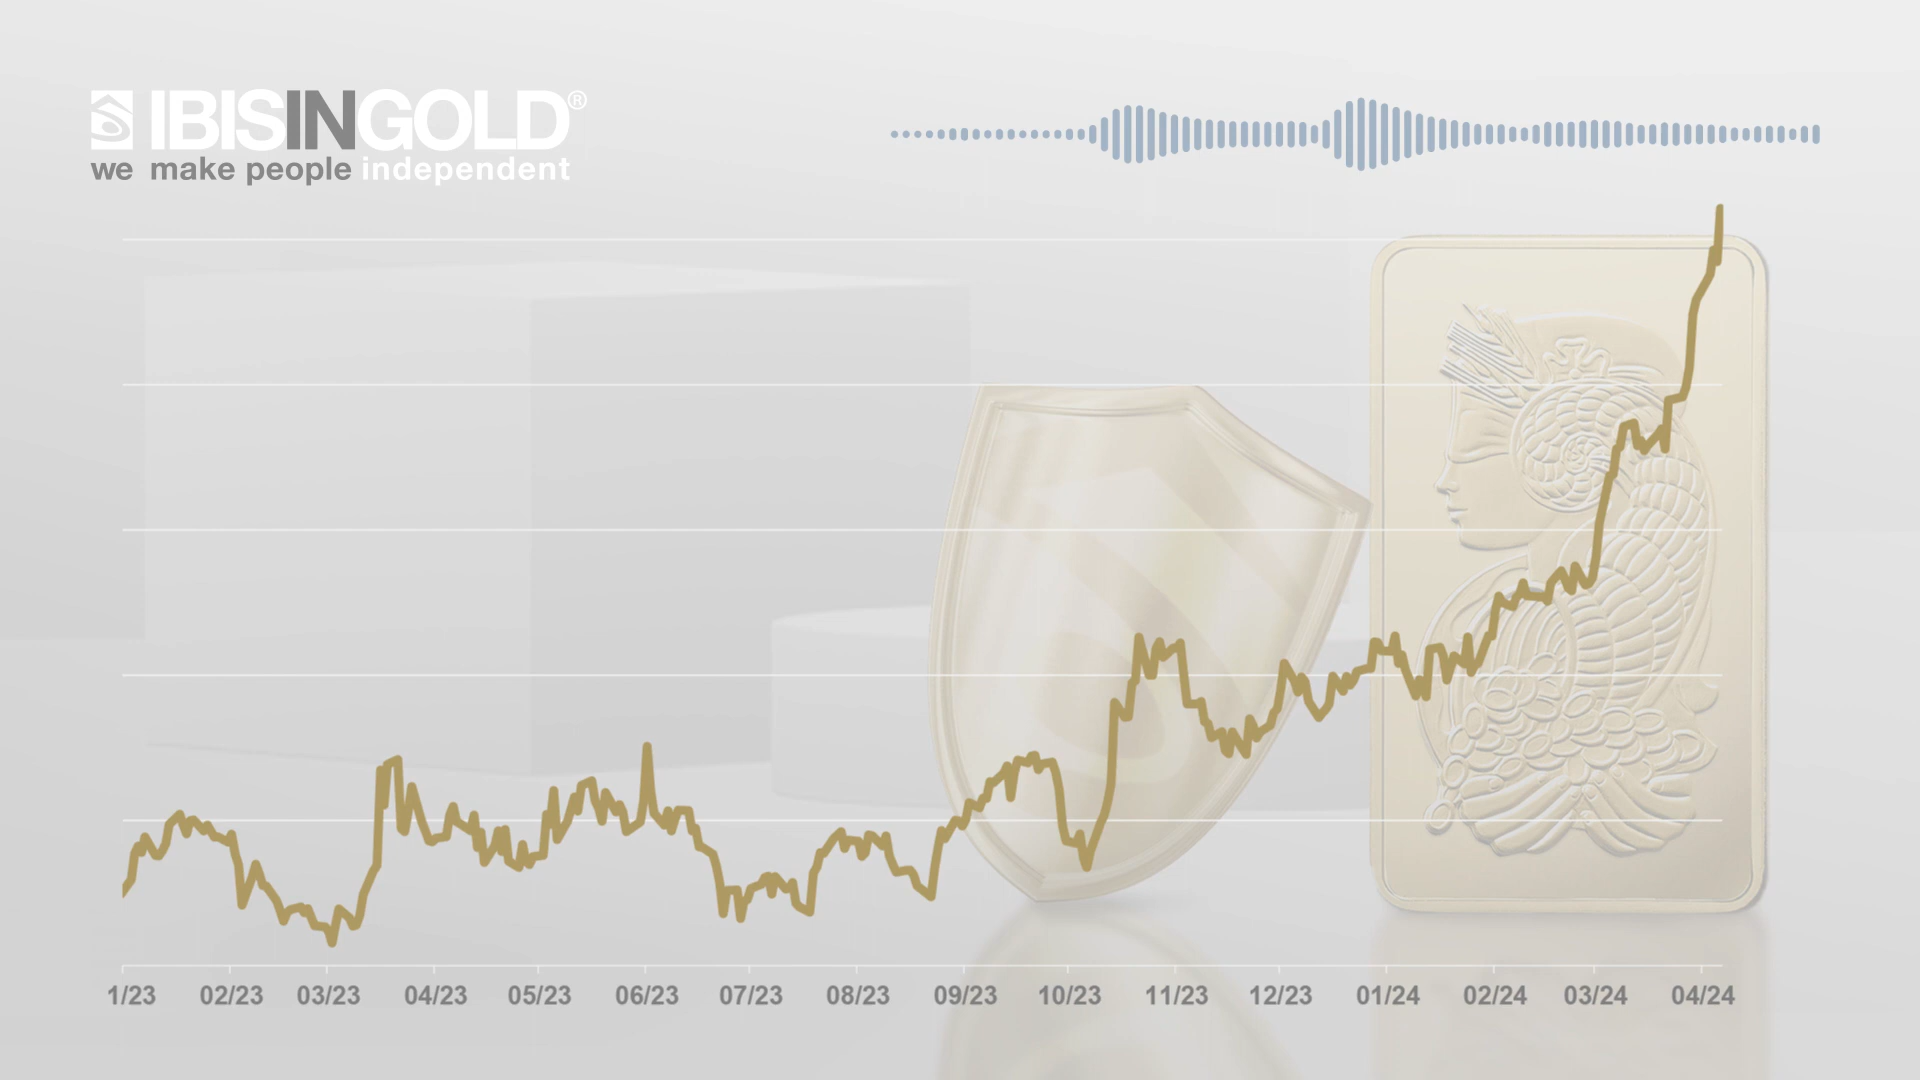 IBISINGOLD®
we make people independent
1/23 02/23 03/23 04/23 05/23 06/23 07/23 08/23 09/23 10/23 11/23 12/23 01/24 02/24 03/24 04/24